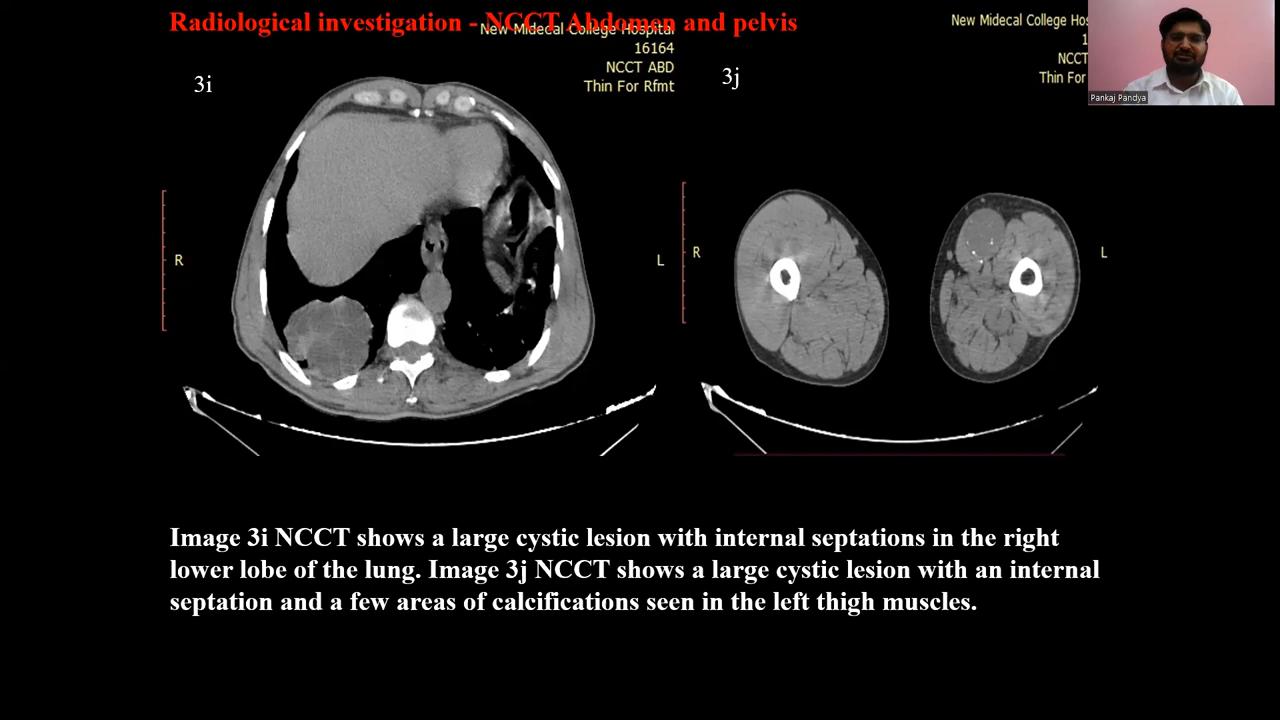 Radiological investigation - NCCT Abdomen and pelvis
New Midecal College Hospital
16164
NCCT ABD
Thin For Rfmt
3i
R
L
New Midecal College Hos
1
NCCT
Thin For
3j
R
L
Pankaj Pandya
Image 3i NCCT shows a large cystic lesion with internal septations in the right
lower lobe of the lung. Image 3j NCCT shows a large cystic lesion with an internal
septation and a few areas of calcifications seen in the left thigh muscles.